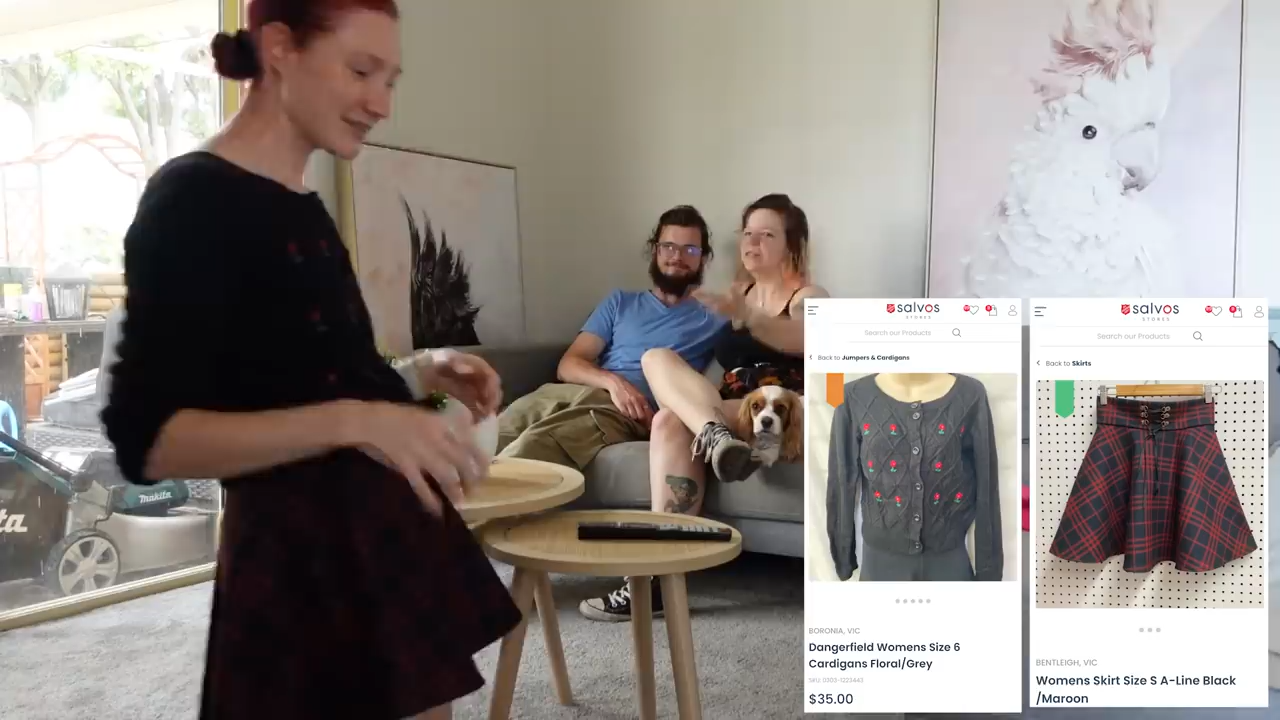 salvos
STORES
Search our Products
Back to Jumpers & Cardigans
BORONIA, VIC
Dangerfield Womens Size 6
Cardigans Floral/Grey
$35.00
salvos
STORES
Search our Products
Back to Skirts
BENTLEIGH, VIC
Womens Skirt Size S A-Line Black
/Maroon
makita